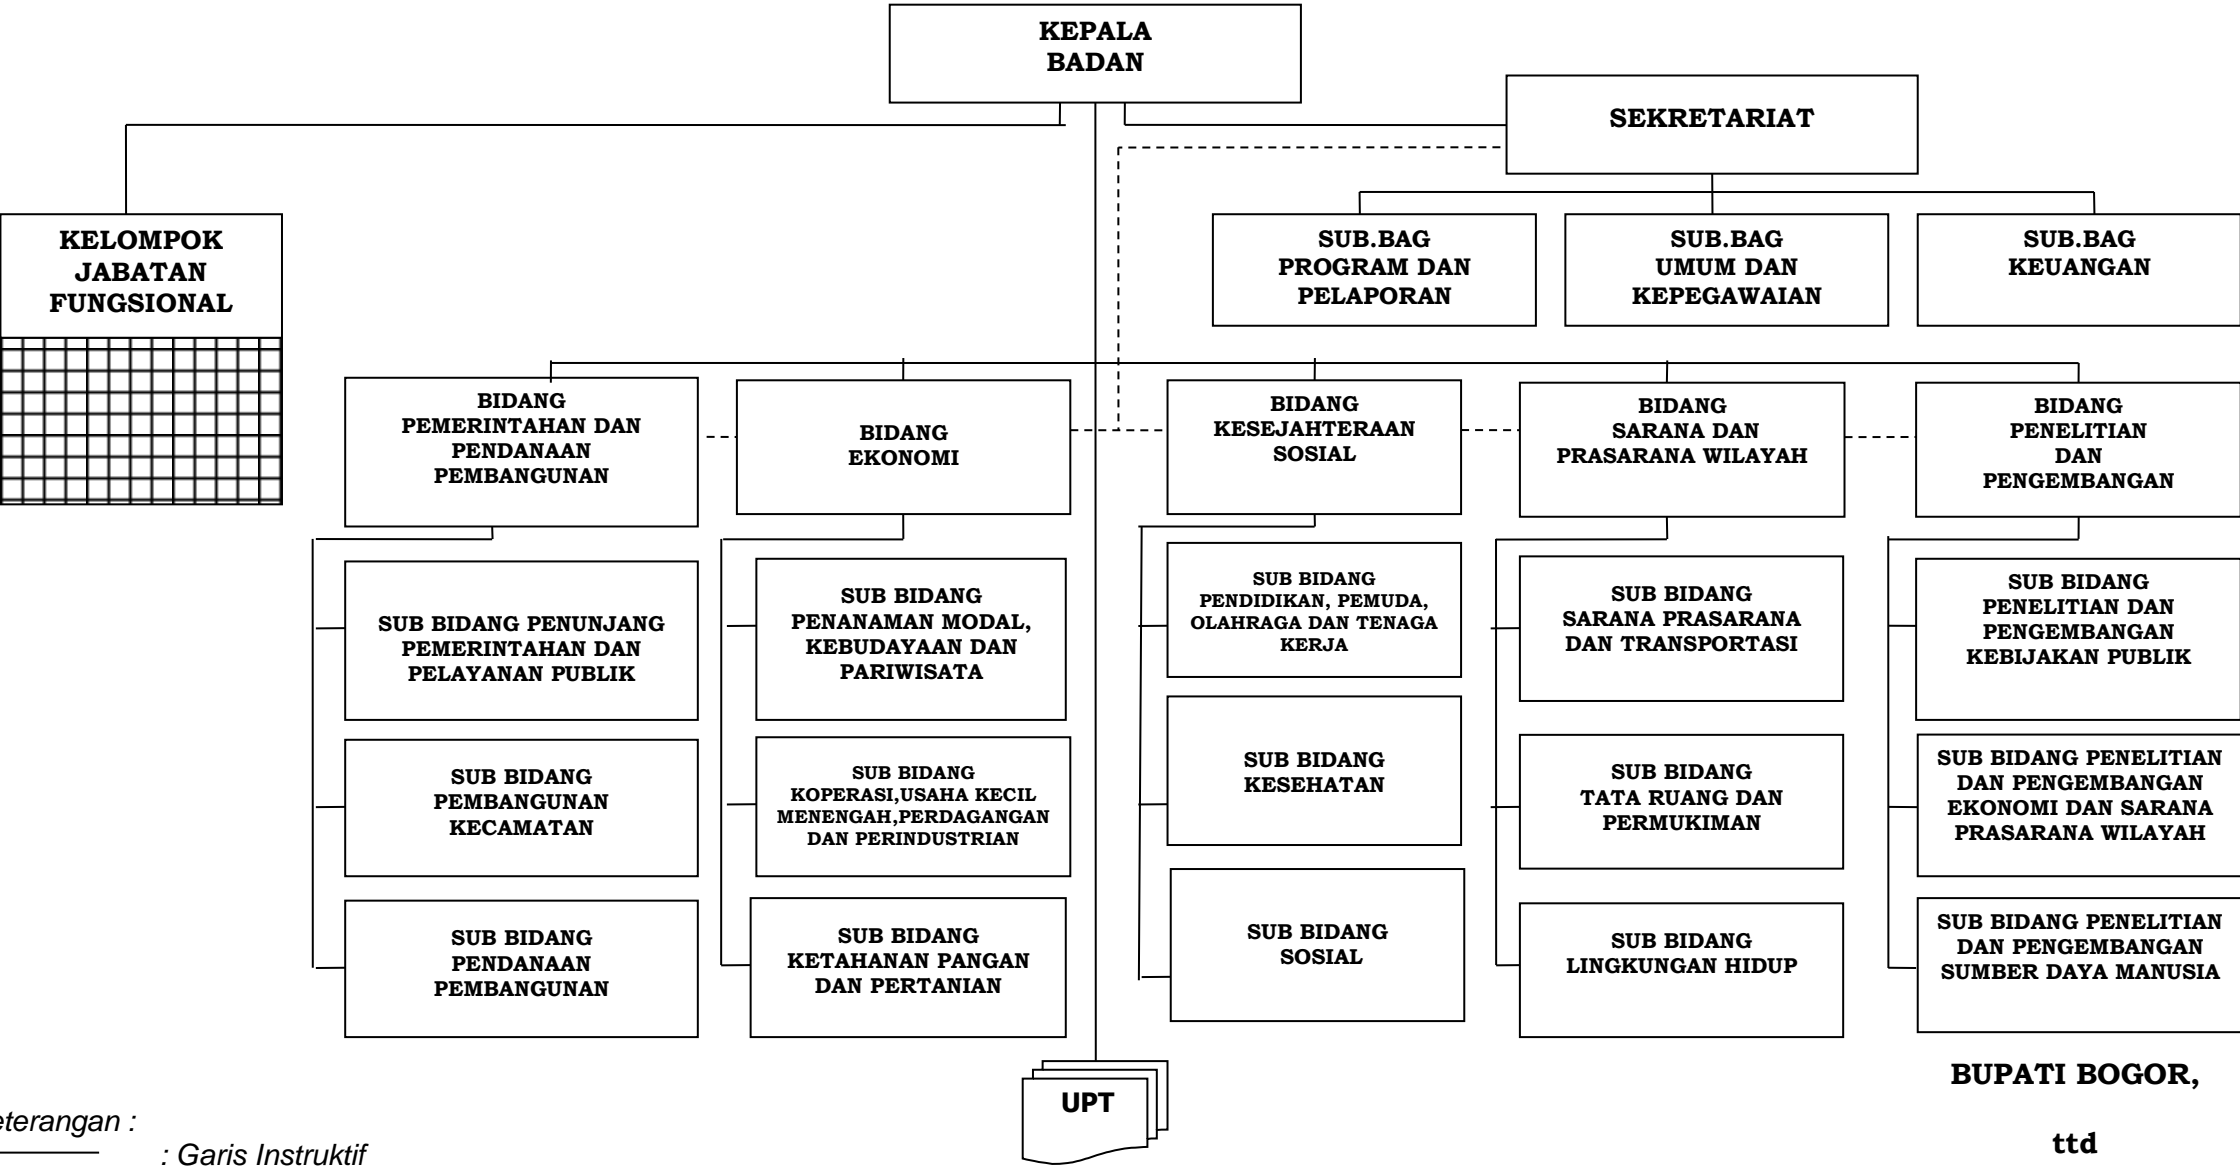 KEPALA
BADAN
SEKRETARIAT
KELOMPOK
JABATAN
FUNGSIONAL
SUB.BAG
PROGRAM DAN
PELAPORAN
SUB.BAG
UMUM DAN
KEPEGAWAIAN
SUB.BAG
KEUANGAN
BIDANG
PEMERINTAHAN DAN
PENDANAAN
PEMBANGUNAN
BIDANG
EKONOMI
BIDANG
KESEJAHTERAAN
SOSIAL
BIDANG
SARANA DAN
PRASARANA WILAYAH
BIDANG
PENELITIAN
DAN
PENGEMBANGAN
SUB BIDANG PENUNJANG
PEMERINTAHAN DAN
PELAYANAN PUBLIK
SUB BIDANG
PENANAMAN MODAL,
KEBUDAYAAN DAN
PARIWISATA
SUB BIDANG
PENDIDIKAN, PEMUDA,
OLAHRAGA DAN TENAGA
KERJA
SUB BIDANG
SARANA PRASARANA
DAN TRANSPORTASI
SUB BIDANG
PENELITIAN DAN
PENGEMBANGAN
KEBIJAKAN PUBLIK
SUB BIDANG
PEMBANGUNAN
KECAMATAN
SUB BIDANG
KOPERASI,USAHA KECIL
MENENGAH,PERDAGANGAN
DAN PERINDUSTRIAN
SUB BIDANG
KESEHATAN
SUB BIDANG
TATA RUANG DAN
PERMUKIMAN
SUB BIDANG PENELITIAN
DAN PENGEMBANGAN
EKONOMI DAN SARANA
PRASARANA WILAYAH
SUB BIDANG
PENDANAAN
PEMBANGUNAN
SUB BIDANG
KETAHANAN PANGAN
DAN PERTANIAN
SUB BIDANG
SOSIAL
SUB BIDANG
LINGKUNGAN HIDUP
SUB BIDANG PENELITIAN
DAN PENGEMBANGAN
SUMBER DAYA MANUSIA
UPT
BUPATI BOGOR,
ttd
eterangan :
: Garis Instruktif